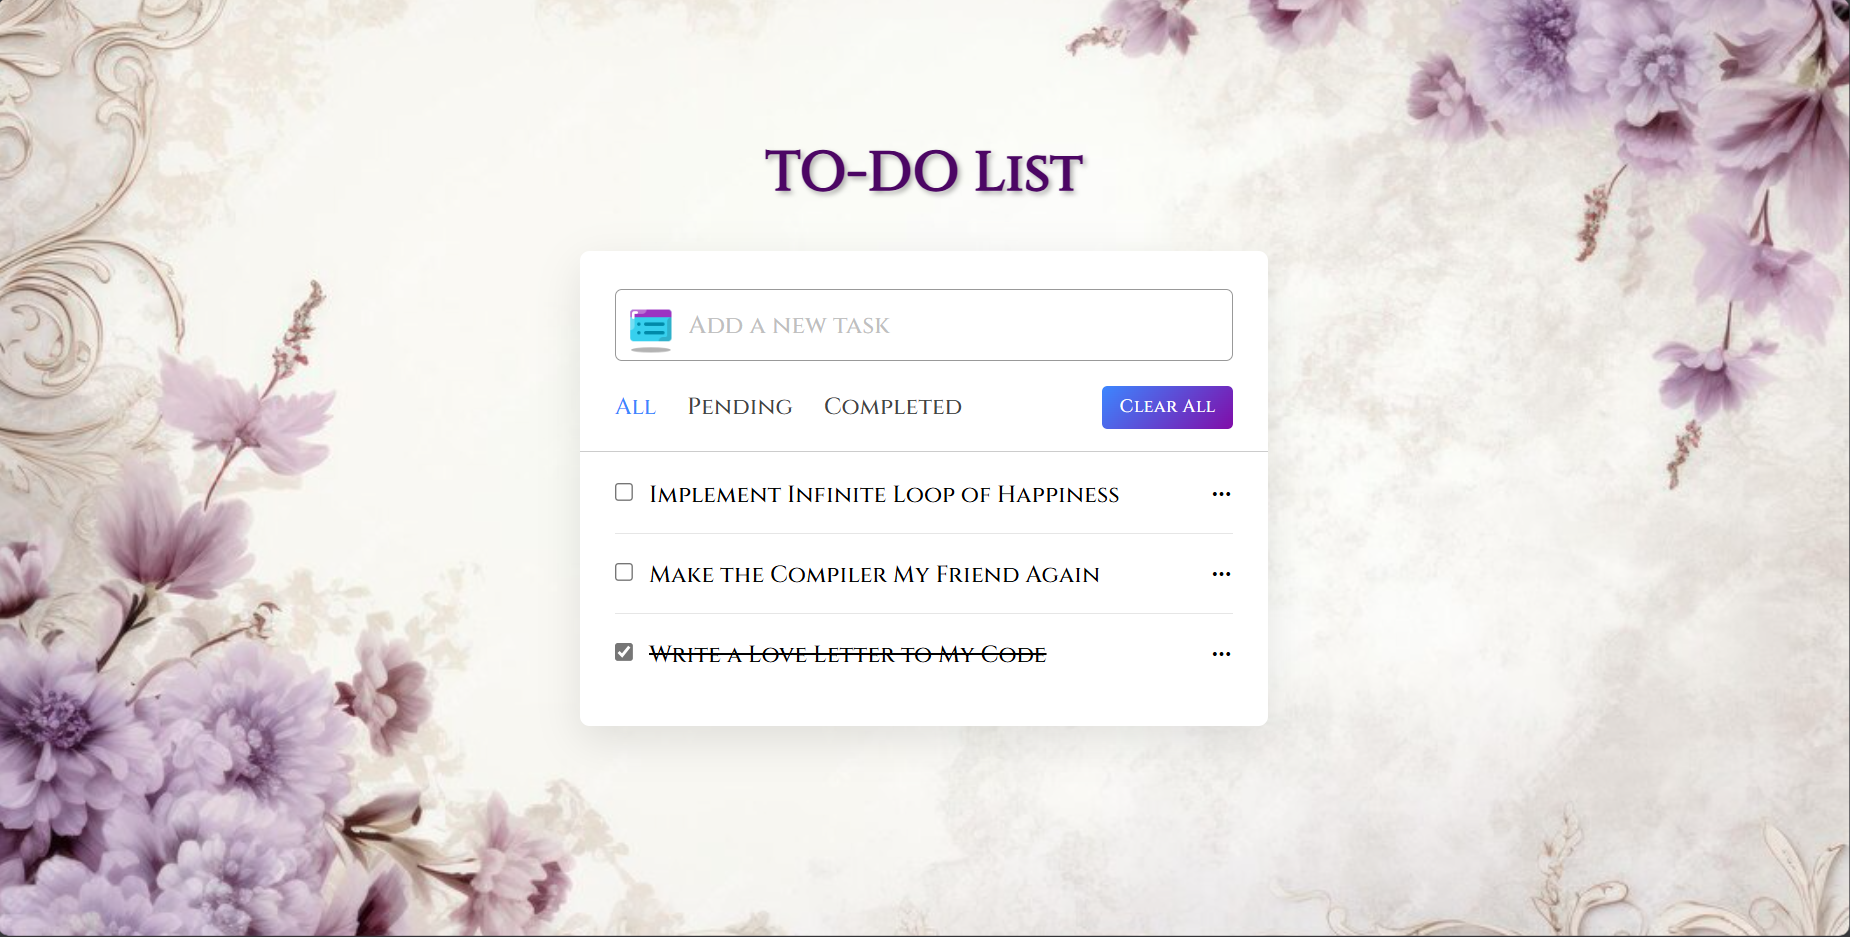 TO-DO List
Add a new task
All Pending Completed Clear All
Implement Infinite Loop of Happiness
Make the Compiler My Friend Again
Write a Love Letter to My Code